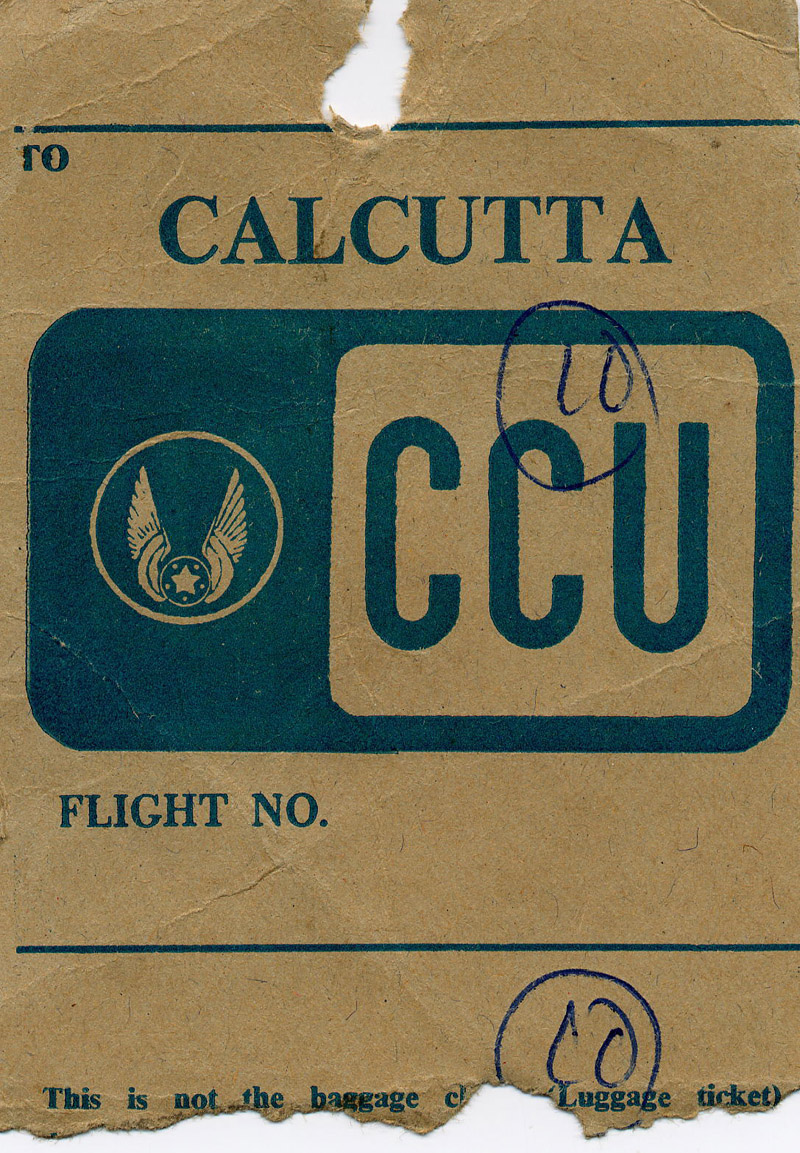 TO
CALCUTTA
10
CCU
FLIGHT NO.
10
This is not the baggage (Luggage ticket)